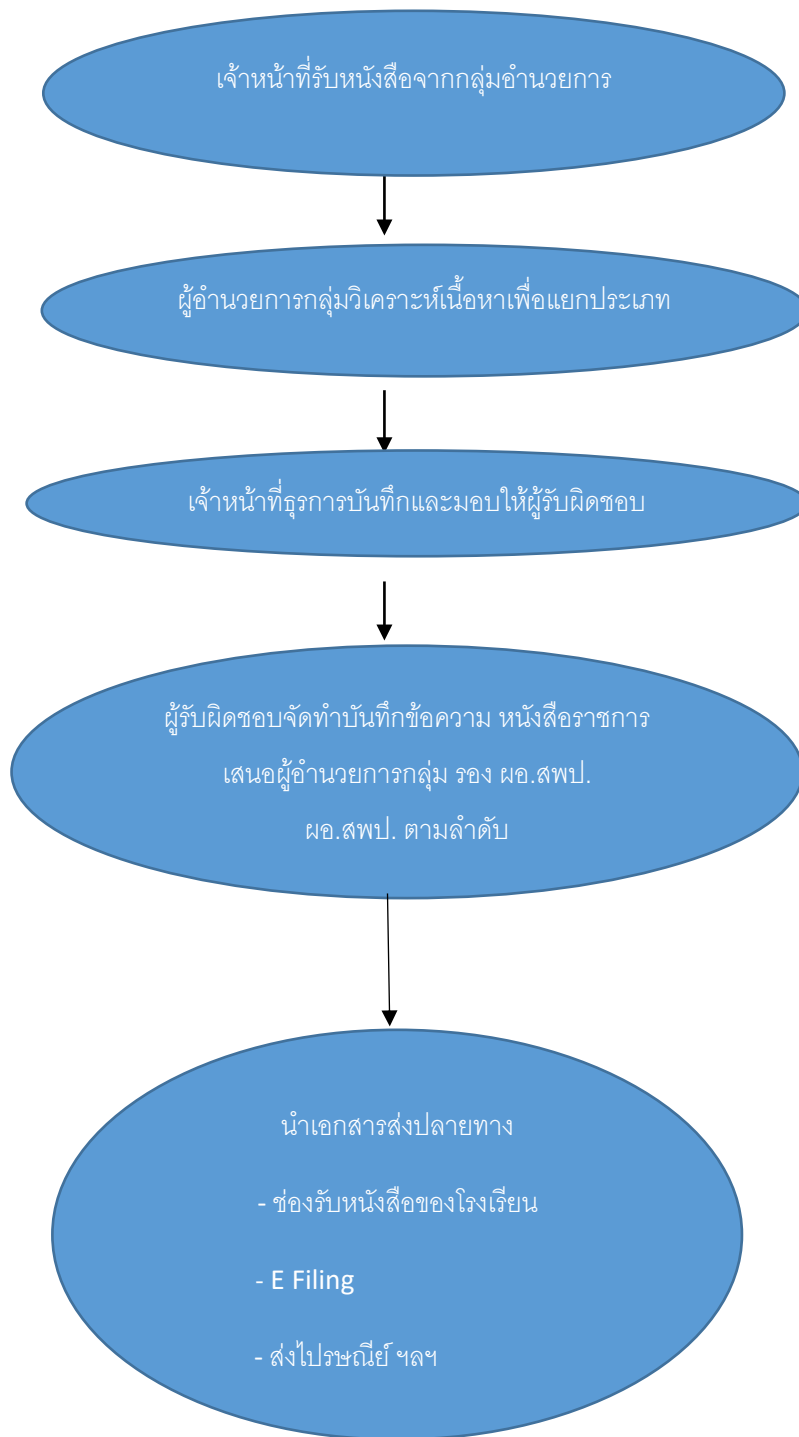 เจ้าหน้าที่รับหนังสือจากกลุ่มอำนวยการ
ผู้อำนวยการกลุ่มวิเคราะห์เนื้อหาเพื่อแยกประเภท
เจ้าหน้าที่ธุรการบันทึกและมอบให้ผู้รับผิดชอบ
ผู้รับผิดชอบจัดทำบันทึกข้อความ หนังสือราชการ
เสนอผู้อำนวยการกลุ่ม รอง ผอ.สพป.
ผอ.สพป. ตามลำดับ
นำเอกสารส่งปลายทาง
- ช่องรับหนังสือของโรงเรียน
- E Filing
- ส่งไปรษณีย์ ฯลฯ